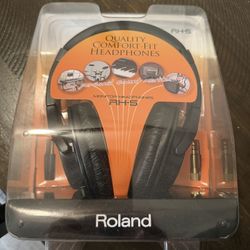 RH-5
QUALITY
COMFORT-FIT
HEADPHONES
MONITOR HEADPHONES
RH-5
Roland